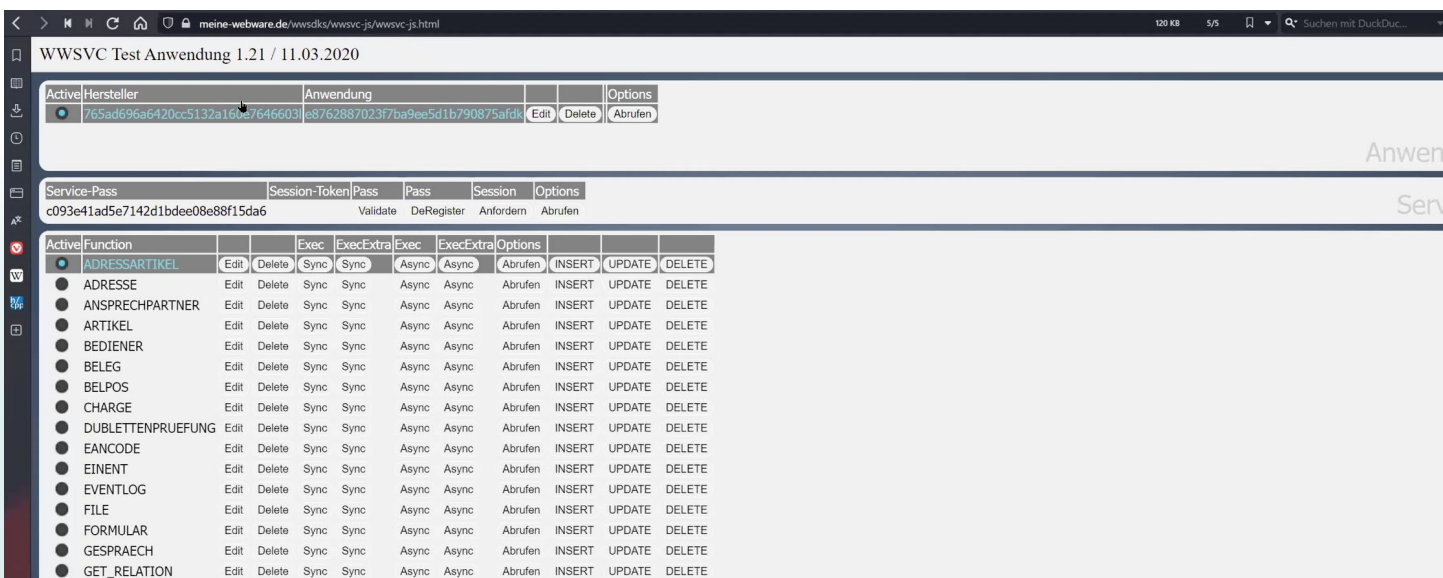 meine-webware.de/wwsdks/wwsvc-js/wwsvc-js.html 120 KB 5/5 Suchen mit DuckDuc...
WWSVC Test Anwendung 1.21 / 11.03.2020
Active Hersteller Anwendung Options
e8762887023f7ba9ee5d1b790875afdk Edit Delete Abrufen
Anwen
Service-Pass Session-Token Pass Pass Session Options
c093e41ad5e7142d1bdee08e88f15da6 Validate DeRegister Anfordern Abrufen
Serv
Active Function Exec ExecExtra Exec ExecExtra Options
ADRESSARTIKEL Edit Delete Sync Sync Async Async Abrufen INSERT UPDATE DELETE
ADRESSE Edit Delete Sync Sync Async Async Abrufen INSERT UPDATE DELETE
ANSPRECHPARTNER Edit Delete Sync Sync Async Async Abrufen INSERT UPDATE DELETE
ARTIKEL Edit Delete Sync Sync Async Async Abrufen INSERT UPDATE DELETE
BEDIENER Edit Delete Sync Sync Async Async Abrufen INSERT UPDATE DELETE
BELEG Edit Delete Sync Sync Async Async Abrufen INSERT UPDATE DELETE
BELPOS Edit Delete Sync Sync Async Async Abrufen INSERT UPDATE DELETE
CHARGE Edit Delete Sync Sync Async Async Abrufen INSERT UPDATE DELETE
DUBLETTENPRUEFUNG Edit Delete Sync Sync Async Async Abrufen INSERT UPDATE DELETE
EANCODE Edit Delete Sync Sync Async Async Abrufen INSERT UPDATE DELETE
EINENT Edit Delete Sync Sync Async Async Abrufen INSERT UPDATE DELETE
EVENTLOG Edit Delete Sync Sync Async Async Abrufen INSERT UPDATE DELETE
FILE Edit Delete Sync Sync Async Async Abrufen INSERT UPDATE DELETE
FORMULAR Edit Delete Sync Sync Async Async Abrufen INSERT UPDATE DELETE
GESPRAECH Edit Delete Sync Sync Async Async Abrufen INSERT UPDATE DELETE
GET_RELATION Edit Delete Sync Sync Async Async Abrufen INSERT UPDATE DELETE